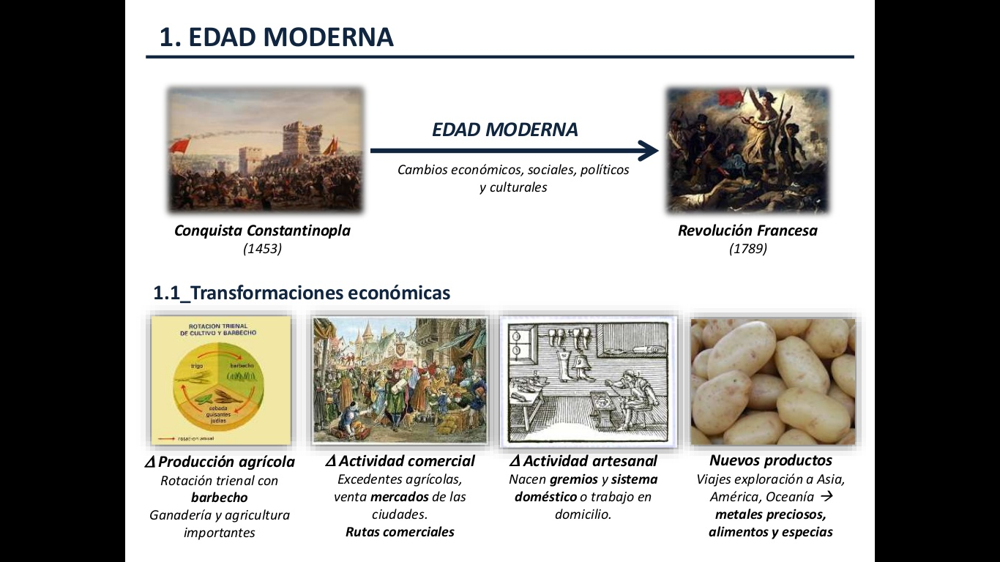 1. EDAD MODERNA
EDAD MODERNA
Cambios económicos, sociales, políticos
y culturales
Conquista Constantinopla
(1453)
Revolución Francesa
(1789)
1.1_Transformaciones económicas
ROTACION TRIENAL
DE CULTIVO Y BARBECHO
trigo
barbecho
cebada
guisantes
judías
rotacion anual
Δ Producción agrícola
Rotación trienal con
barbecho
Ganadería y agricultura
importantes
Δ Actividad comercial
Excedentes agrícolas,
venta mercados de las
ciudades.
Rutas comerciales
Δ Actividad artesanal
Nacen gremios y sistema
doméstico o trabajo en
domicilio.
Nuevos productos
Viajes exploración a Asia,
América, Oceanía →
metales preciosos,
alimentos y especias